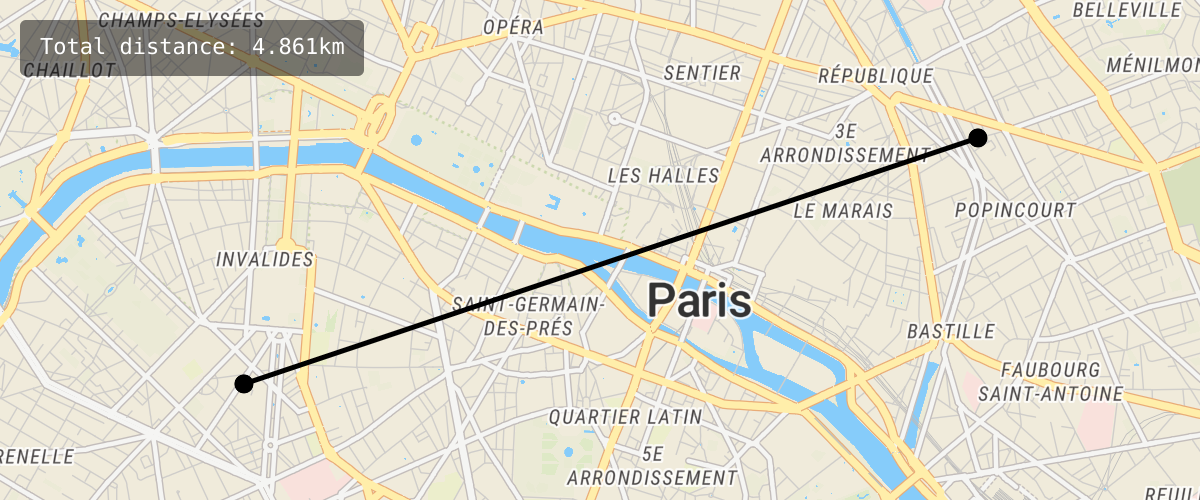 CHAMPS-ELYSÉES
OPÉRA
BELLEVILLE
Total distance: 4.861km
CHAILLOT
SENTIER
RÉPUBLIQUE
MÉNILMON
3E
ARRONDISSEMENT
LES HALLES
LE MARAIS
POPINCOURT
INVALIDES
SAINT-GERMAIN-
DES-PRÉS
Paris
BASTILLE
FAUBOURG
SAINT-ANTOINE
QUARTIER LATIN
RENELLE
5E
ARRONDISSEMENT
REUIL